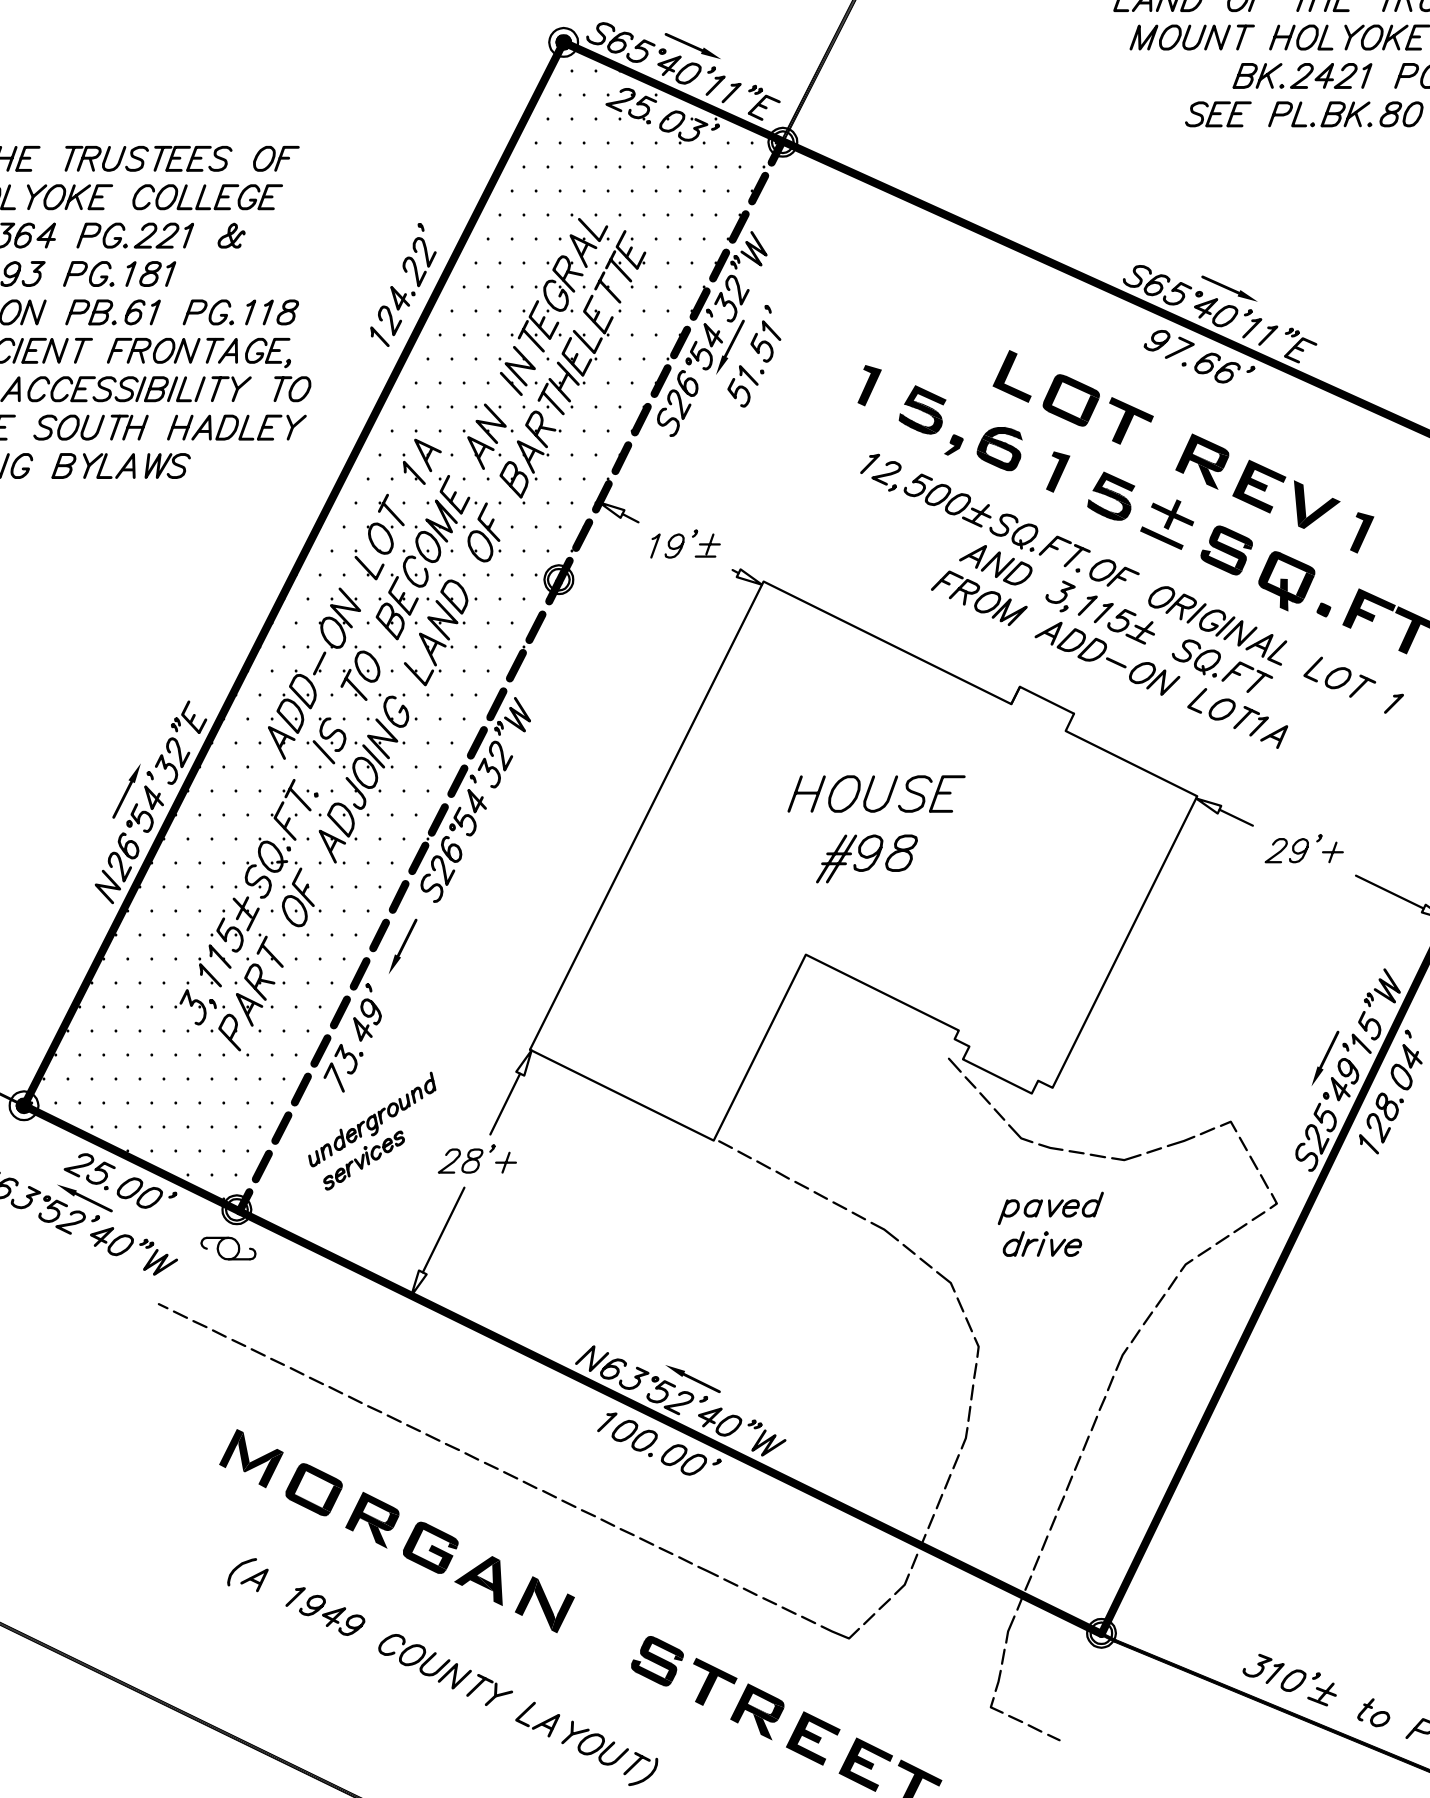 LAND OF THE TRU
MOUNT HOLYOKE
BK.2421 PG
SEE PL.BK.80
HE TRUSTEES OF
LYOKE COLLEGE
364 PG.221 &
93 PG.181
ON PB.61 PG.118
CIENT FRONTAGE,
ACCESSIBILITY TO
E SOUTH HADLEY
NG BYLAWS
S65°40'11"E
25.03'
124.22'
N26°54'32"E
S26°54'32"W
51.51'
S65°40'11"E
97.66'
LOT REV1
15,615±SQ.FT
12,500±SQ.FT.OF ORIGINAL LOT 1
AND 3,115± SQ.FT
FROM ADD-ON LOT1A
ADD-ON LOT 1A
3,115±SQ.FT. IS TO BECOME AN INTEGRAL
PART OF ADJOING LAND OF BARTHELETTE
19'±
HOUSE
#98
29'+
S26°54'32"W
73.49'
underground
services
28'+
paved
drive
S25°49'15"W
128.04'
25.00'
63°52'40"W
N63°52'40"W
100.00'
MORGAN STREET
(A 1949 COUNTY LAYOUT)
310'± to P